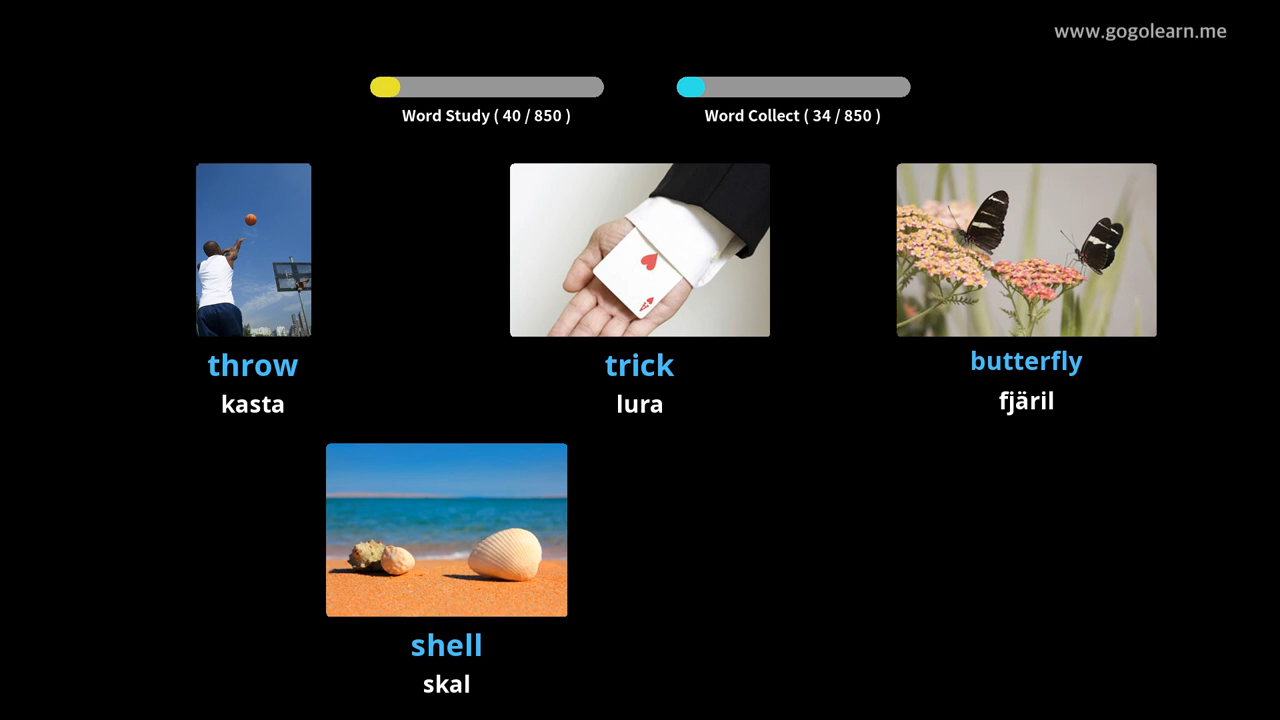 www.gogolearn.me
Word Study ( 40 / 850 )
Word Collect ( 34 / 850 )
throw
kasta
trick
lura
butterfly
fjäril
shell
skal